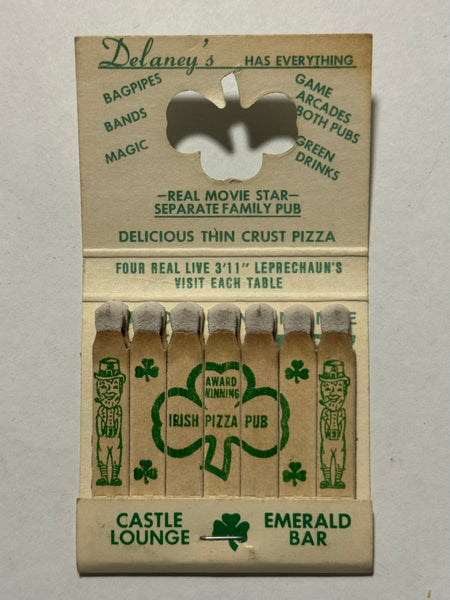 Delaney's HAS EVERYTHING
BAGPIPES
BANDS
MAGIC
GAME
ARCADES
BOTH PUBS
GREEN
DRINKS
—REAL MOVIE STAR—
SEPARATE FAMILY PUB
DELICIOUS THIN CRUST PIZZA
FOUR REAL LIVE 3'11" LEPRECHAUN'S
VISIT EACH TABLE
AWARD
WINNING
IRISH PIZZA PUB
CASTLE
LOUNGE
EMERALD
BAR